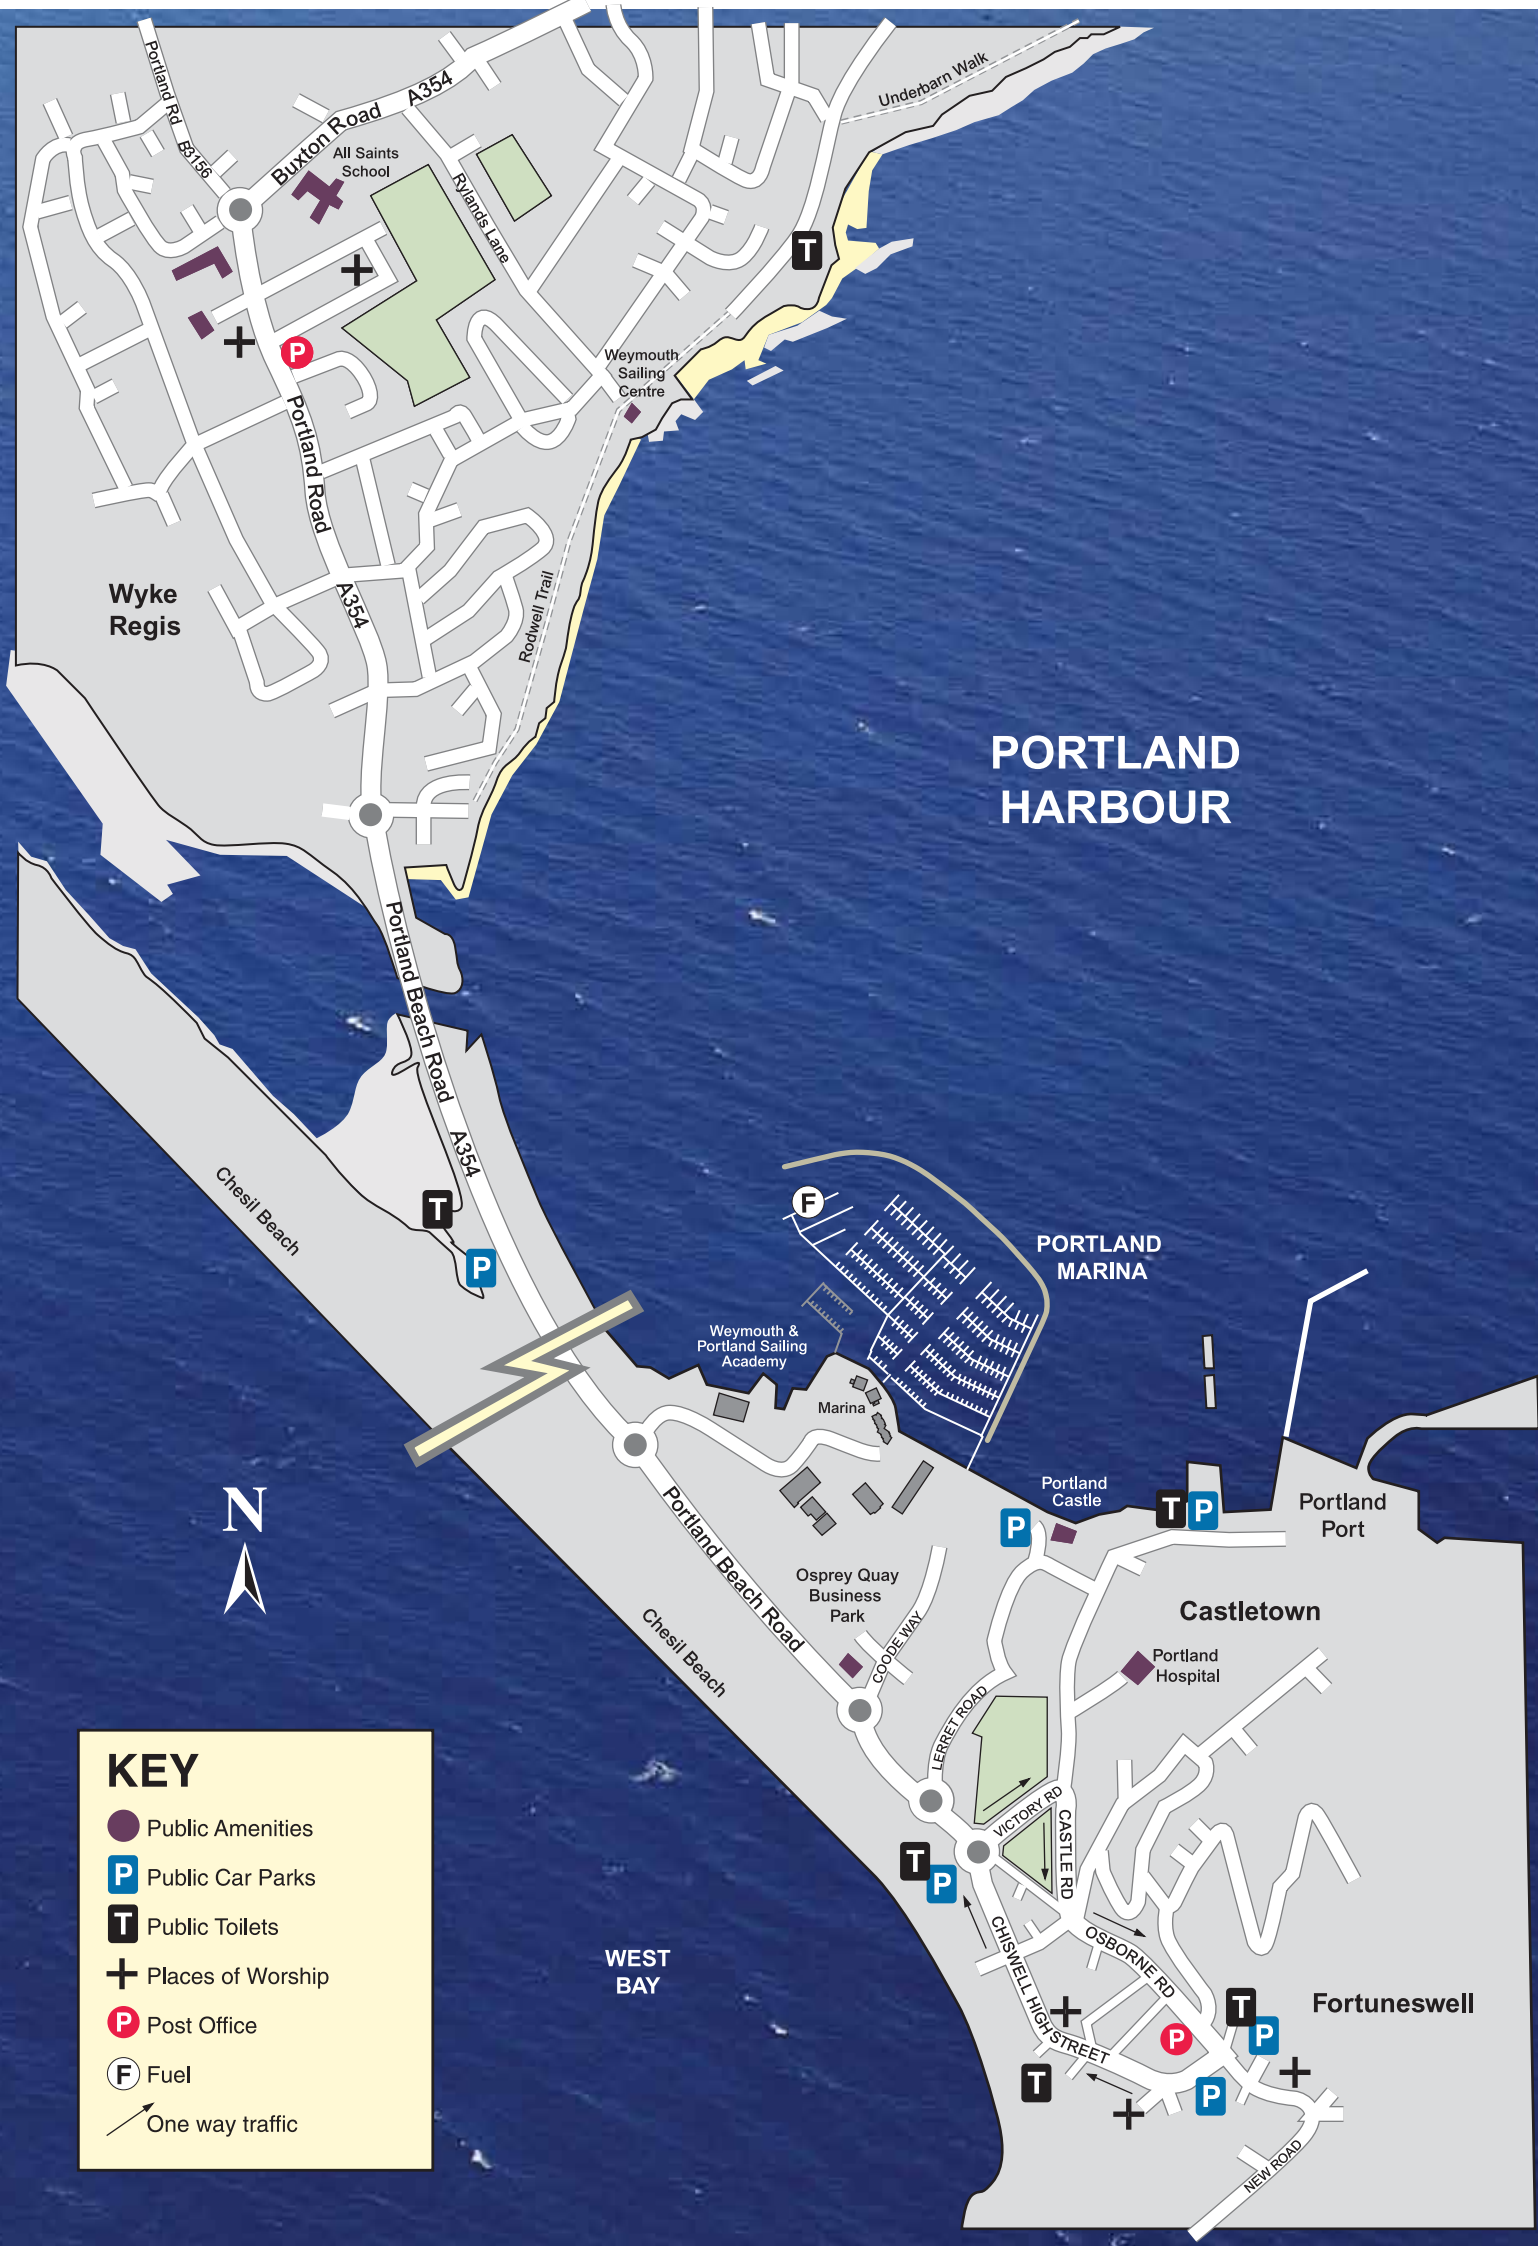 Portland Rd
B3156
Buxton Road
A354
Underbarn Walk
All Saints
School
Rylands Lane
T
P
Weymouth
Sailing
Centre
Portland Road
A354
Wyke
Regis
Rodwell Trail
PORTLAND
HARBOUR
Portland Beach Road
A354
Chesil Beach
T
P
F
PORTLAND
MARINA
Weymouth &
Portland Sailing
Academy
Marina
Portland
Castle
P
T P
Portland
Port
N
Portland Beach Road
Osprey Quay
Business
Park
COODE WAY
Castletown
Chesil Beach
Portland
Hospital
LERRET ROAD
VICTORY RD
CASTLE RD
T
P
CHISWELL HIGH STREET
OSBORNE RD
WEST
BAY
Fortuneswell
T
P
P
T
P
NEW ROAD
KEY
Public Amenities
P Public Car Parks
T Public Toilets
Places of Worship
P Post Office
F Fuel
One way traffic